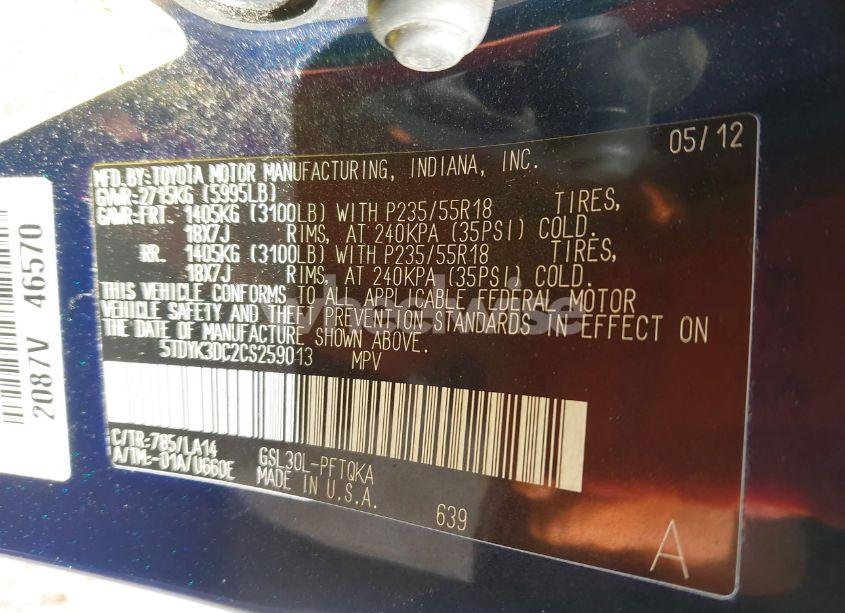 05/12
MFD.BY:TOYOTA MOTOR MANUFACTURING, INDIANA, INC.
GVWR:2715KG (5995LB)
GAWR:FRT. 1405KG (3100LB) WITH P235/55R18 TIRES,
18X7J RIMS, AT 240KPA (35PSI) COLD.
RR. 1405KG (3100LB) WITH P235/55R18 TIRES,
18X7J RIMS, AT 240KPA (35PSI) COLD.
THIS VEHICLE CONFORMS TO ALL APPLICABLE FEDERAL MOTOR
VEHICLE SAFETY AND THEFT PREVENTION STANDARDS IN EFFECT ON
THE DATE OF MANUFACTURE SHOWN ABOVE.
5TDYK3DC2CS259013 MPV
C/TR:785/LA14
A/TM:-01A/U660E
GSL30L-PFTQKA
MADE IN U.S.A.
639
A
2087V 46570
wheelwise